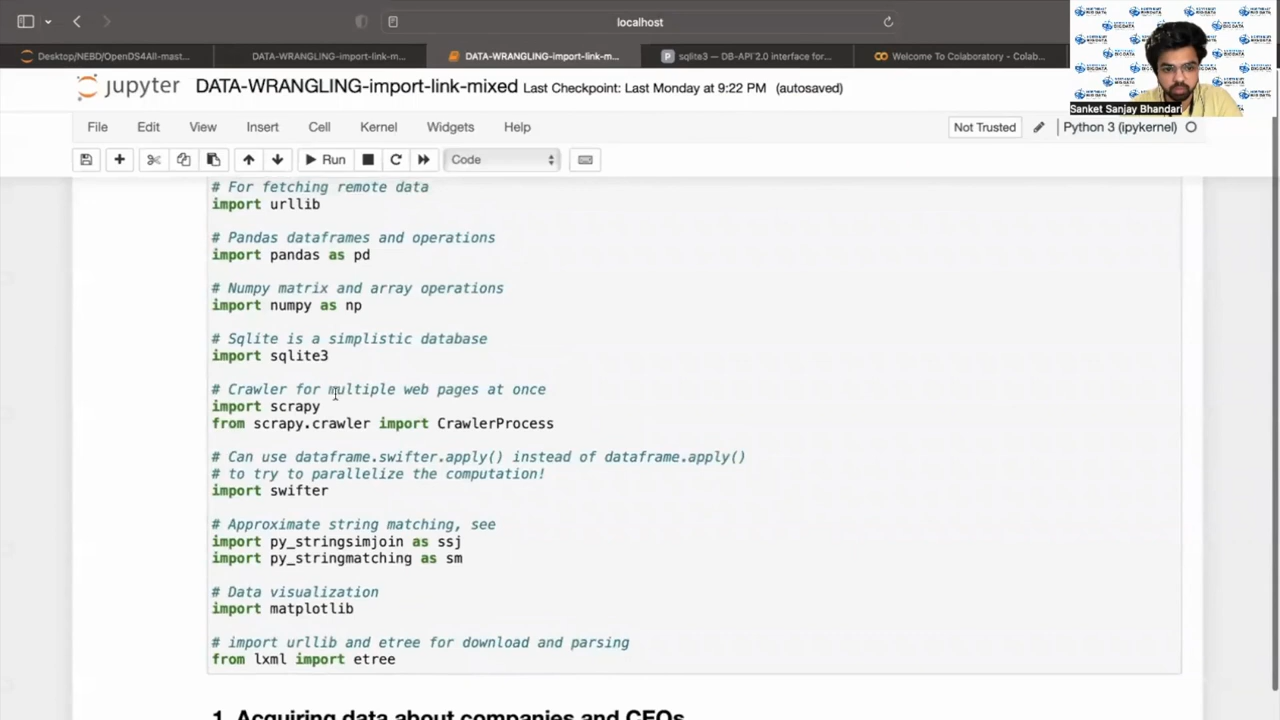 localhost
Desktop/NEBD/OpenDS4All-mast...
DATA-WRANGLING-import-link-m...
DATA-WRANGLING-import-link-m...
sqlite3 — DB-API 2.0 interface for...
Welcome To Colaboratory - Colab...
Sanket Sanjay Bhandari
jupyter DATA-WRANGLING-import-link-mixed Last Checkpoint: Last Monday at 9:22 PM (autosaved)
File Edit View Insert Cell Kernel Widgets Help Not Trusted Python 3 (ipykernel)
Run Code
# For fetching remote data
import urllib
# Pandas dataframes and operations
import pandas as pd
# Numpy matrix and array operations
import numpy as np
# Sqlite is a simplistic database
import sqlite3
# Crawler for multiple web pages at once
import scrapy
from scrapy.crawler import CrawlerProcess
# Can use dataframe.swifter.apply() instead of dataframe.apply()
# to try to parallelize the computation!
import swifter
# Approximate string matching, see
import py_stringsimjoin as ssj
import py_stringmatching as sm
# Data visualization
import matplotlib
# import urllib and etree for download and parsing
from lxml import etree
1. Acquiring data about companies and CEOs